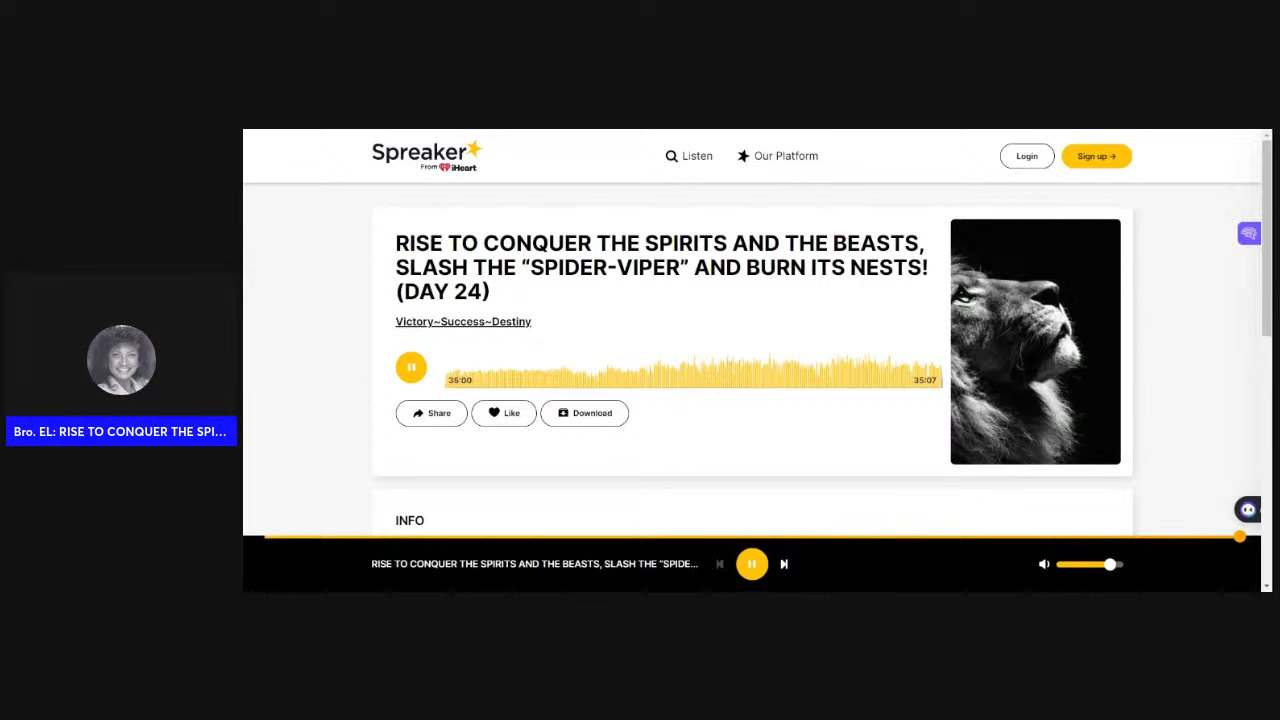 Spreaker
From iHeart
Listen
Our Platform
Login
Sign up →
RISE TO CONQUER THE SPIRITS AND THE BEASTS,
SLASH THE “SPIDER-VIPER” AND BURN ITS NESTS!
(DAY 24)
Victory~Success~Destiny
35:00
35:07
Share
Like
Download
Bro. EL: RISE TO CONQUER THE SPI...
INFO
RISE TO CONQUER THE SPIRITS AND THE BEASTS, SLASH THE “SPIDE...